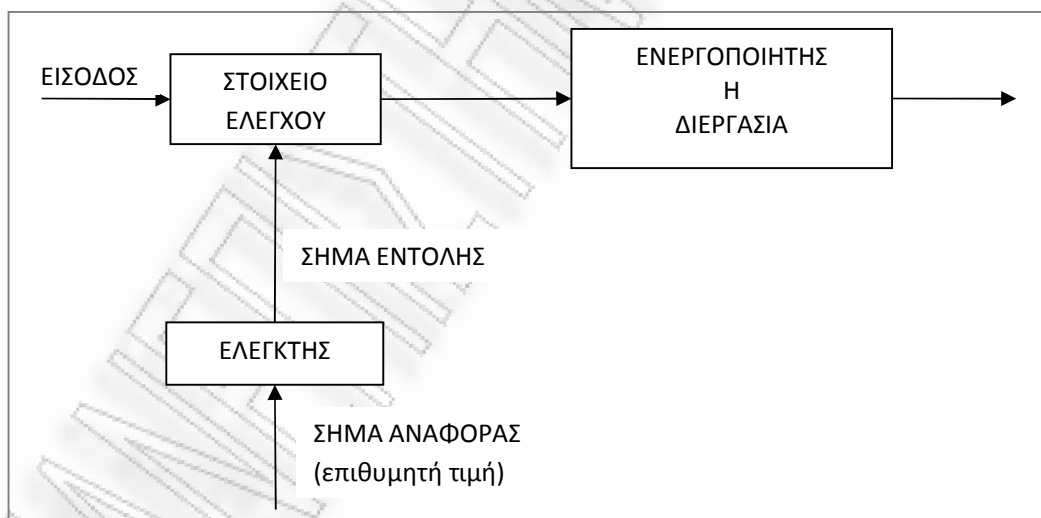 ΕΙΣΟΔΟΣ
ΣΤΟΙΧΕΙΟ
ΕΛΕΓΧΟΥ
ΕΝΕΡΓΟΠΟΙΗΤΗΣ
Η
ΔΙΕΡΓΑΣΙΑ
ΣΗΜΑ ΕΝΤΟΛΗΣ
ΕΛΕΓΚΤΗΣ
ΣΗΜΑ ΑΝΑΦΟΡΑΣ
(επιθυμητή τιμή)